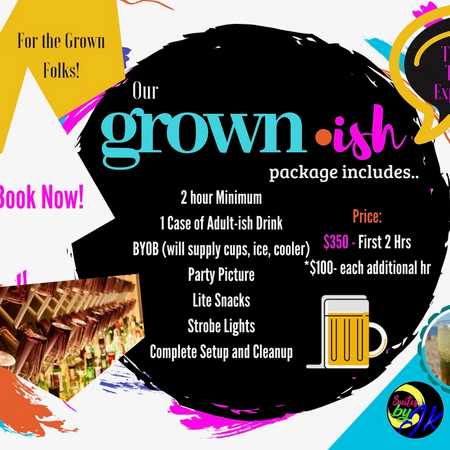 For the Grown
Folks!
Our
grown•ish
package includes..
Book Now!
2 hour Minimum
1 Case of Adult-ish Drink
BYOB (will supply cups, ice, cooler)
Party Picture
Lite Snacks
Strobe Lights
Complete Setup and Cleanup
Price:
$350 - First 2 Hrs
*$100- each additional hr
by